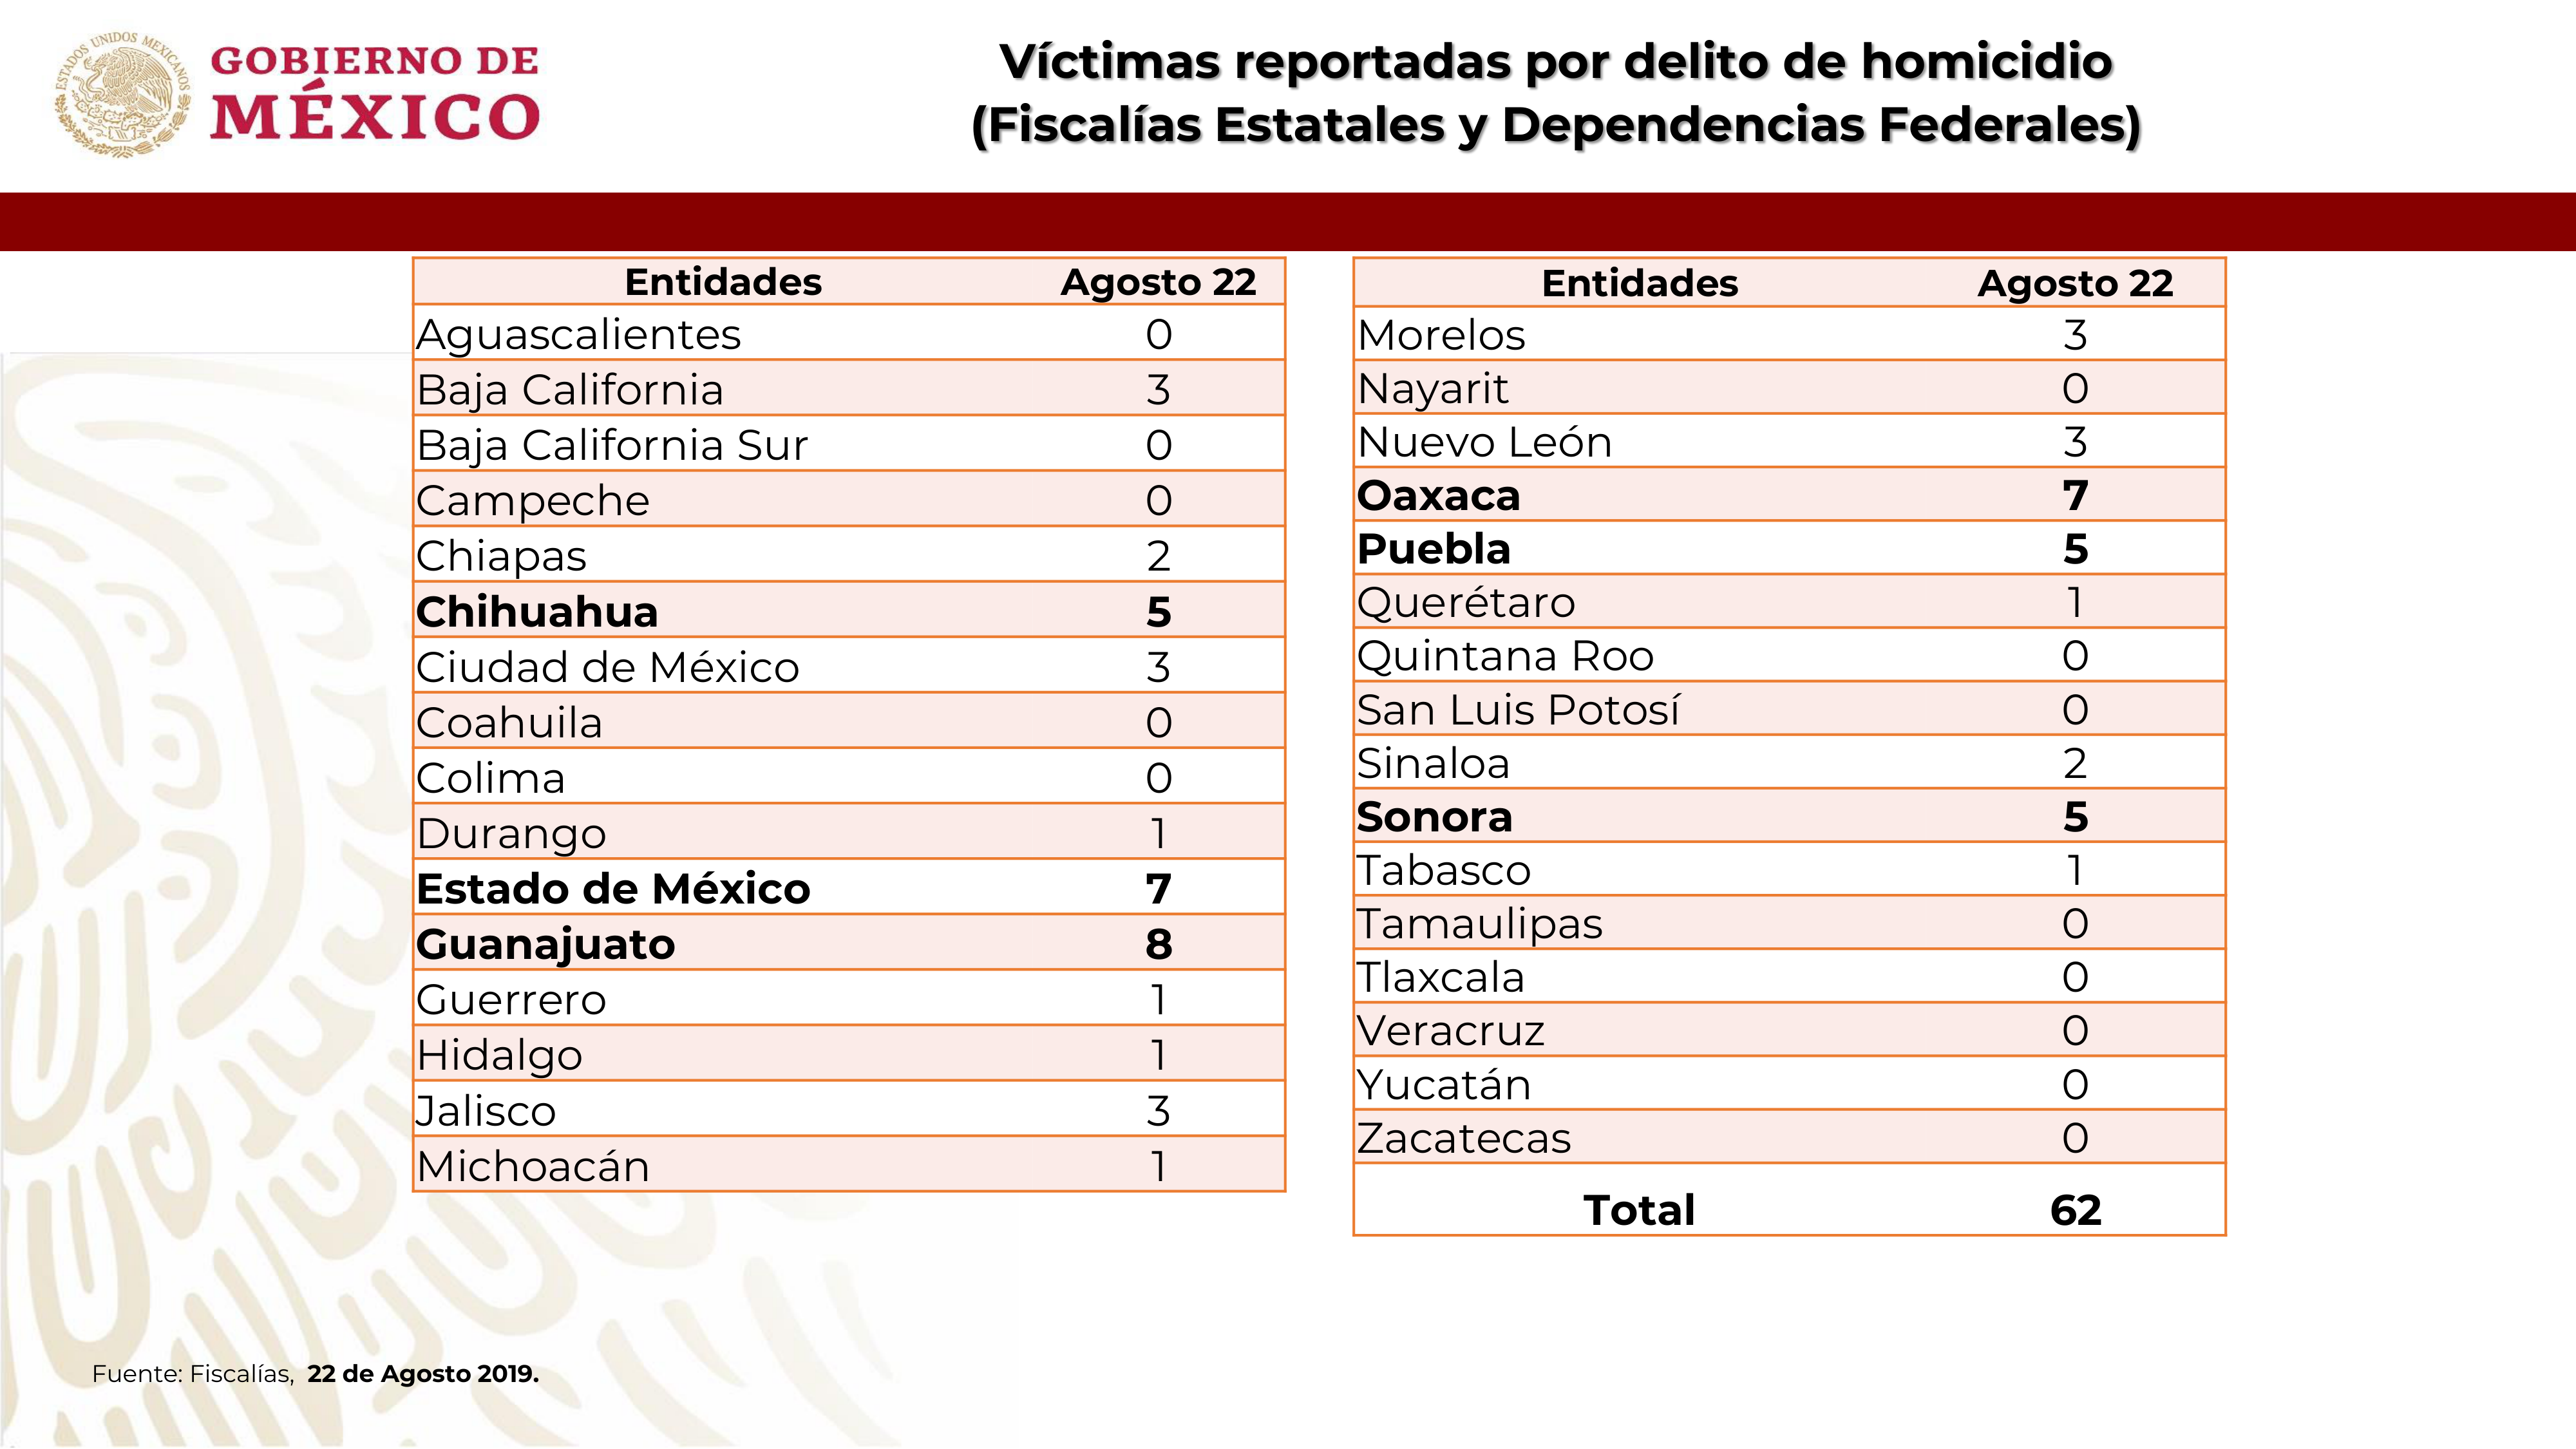 ESTADOS UNIDOS MEXICANOS
GOBIERNO DE
MÉXICO
Víctimas reportadas por delito de homicidio
(Fiscalías Estatales y Dependencias Federales)
Entidades Agosto 22
Aguascalientes 0
Baja California 3
Baja California Sur 0
Campeche 0
Chiapas 2
Chihuahua 5
Ciudad de México 3
Coahuila 0
Colima 0
Durango 1
Estado de México 7
Guanajuato 8
Guerrero 1
Hidalgo 1
Jalisco 3
Michoacán 1
Entidades Agosto 22
Morelos 3
Nayarit 0
Nuevo León 3
Oaxaca 7
Puebla 5
Querétaro 1
Quintana Roo 0
San Luis Potosí 0
Sinaloa 2
Sonora 5
Tabasco 1
Tamaulipas 0
Tlaxcala 0
Veracruz 0
Yucatán 0
Zacatecas 0
Total 62
Fuente: Fiscalías, 22 de Agosto 2019.